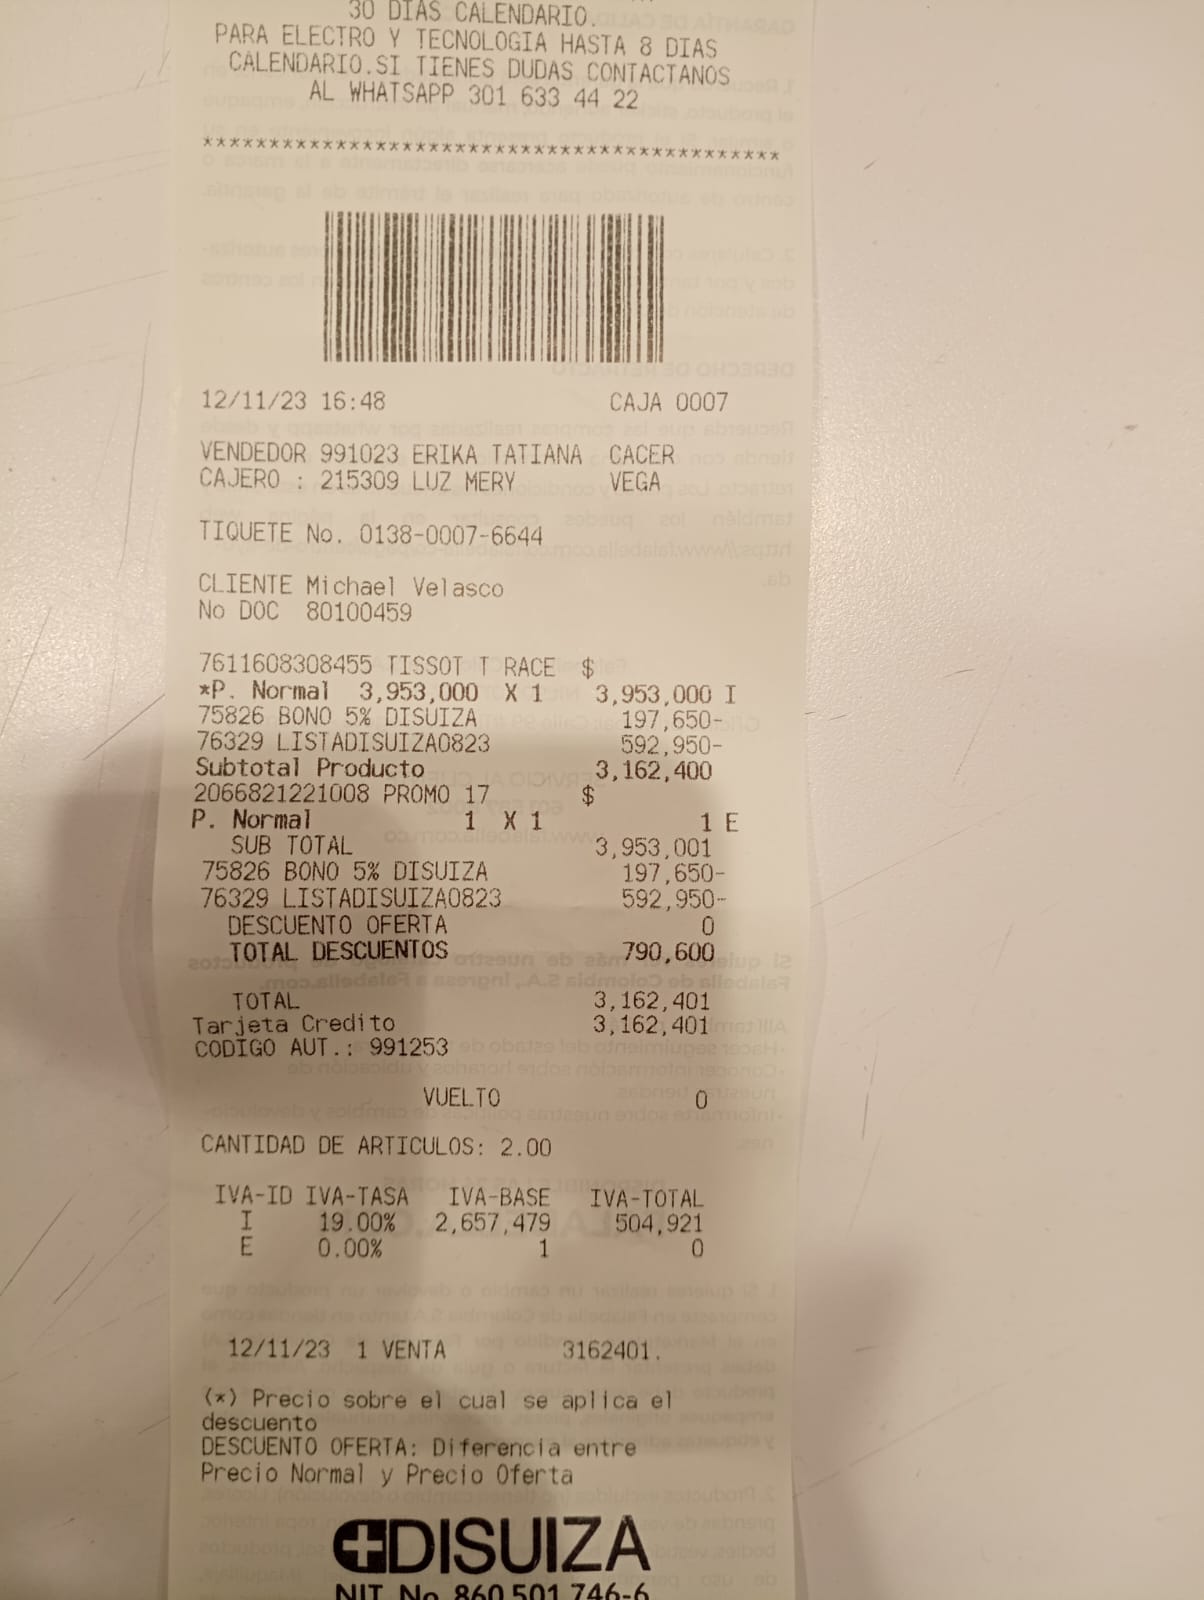 30 DIAS CALENDARIO.
PARA ELECTRO Y TECNOLOGIA HASTA 8 DIAS
CALENDARIO.SI TIENES DUDAS CONTACTANOS
AL WHATSAPP 301 633 44 22
********************************************
12/11/23 16:48 CAJA 0007
VENDEDOR 991023 ERIKA TATIANA CACER
CAJERO : 215309 LUZ MERY VEGA
TIQUETE No. 0138-0007-6644
CLIENTE Michael Velasco
No DOC 80100459
7611608308455 TISSOT T RACE $
*P. Normal 3,953,000 X 1 3,953,000 I
75826 BONO 5% DISUIZA 197,650-
76329 LISTADISUIZA0823 592,950-
Subtotal Producto 3,162,400
2066821221008 PROMO 17 $
P. Normal 1 X 1 1 E
SUB TOTAL 3,953,001
75826 BONO 5% DISUIZA 197,650-
76329 LISTADISUIZA0823 592,950-
DESCUENTO OFERTA 0
TOTAL DESCUENTOS 790,600
TOTAL 3,162,401
Tarjeta Credito 3,162,401
CODIGO AUT.: 991253
VUELTO 0
CANTIDAD DE ARTICULOS: 2.00
IVA-ID IVA-TASA IVA-BASE IVA-TOTAL
I 19.00% 2,657,479 504,921
E 0.00% 1 0
12/11/23 1 VENTA 3162401.
(*) Precio sobre el cual se aplica el
descuento
DESCUENTO OFERTA: Diferencia entre
Precio Normal y Precio Oferta
DISUIZA
NIT. No. 860.501.746-6